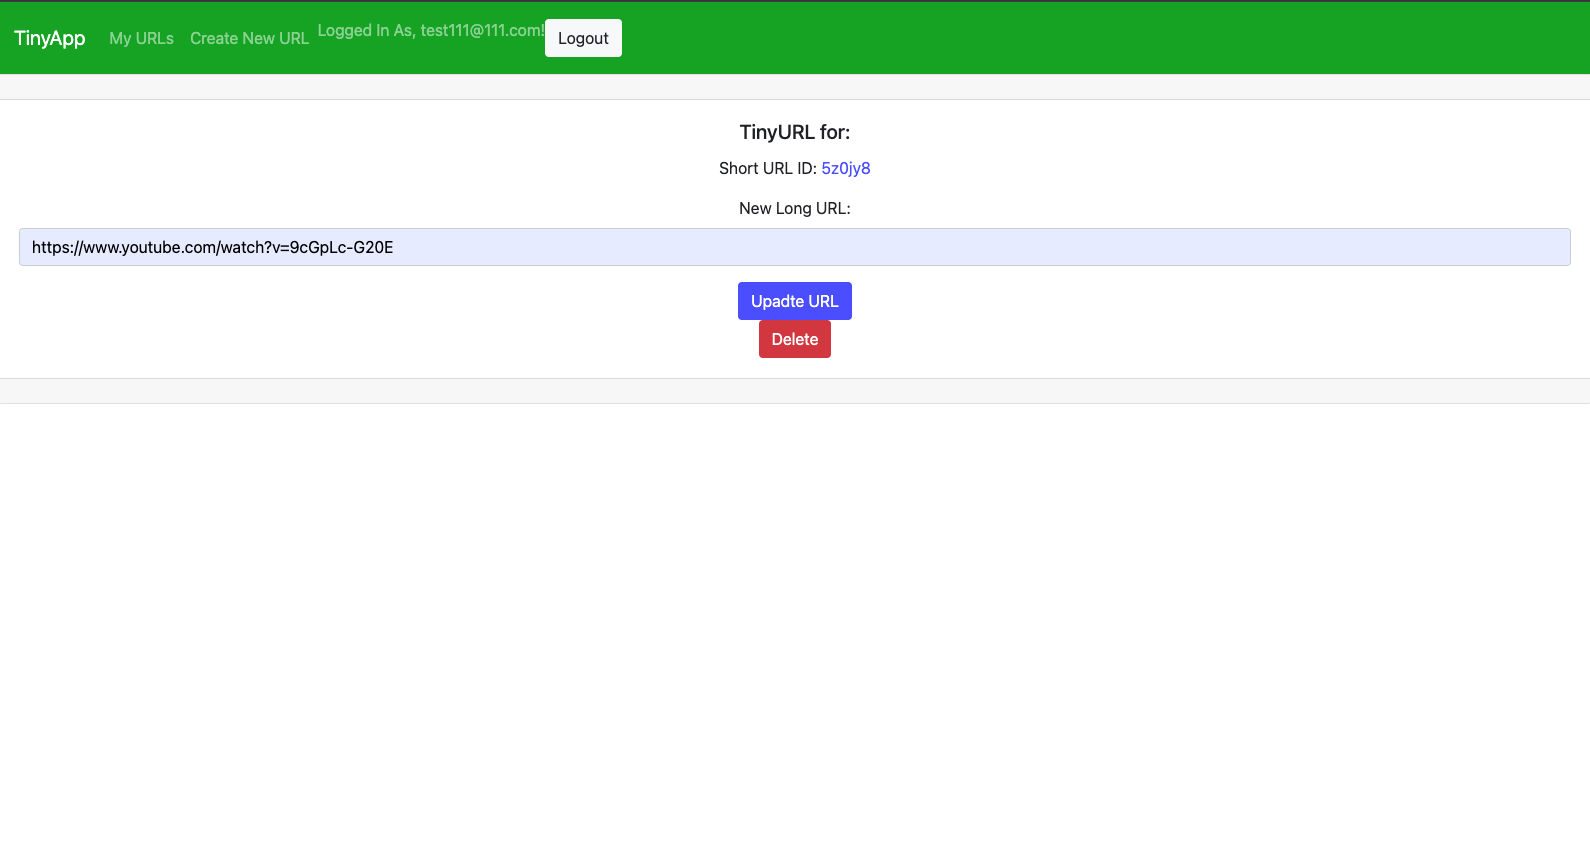 TinyApp My URLs Create New URL Logged In As, test111@111.com! Logout
TinyURL for:
Short URL ID: 5z0jy8
New Long URL:
https://www.youtube.com/watch?v=9cGpLc-G20E
Upadte URL
Delete